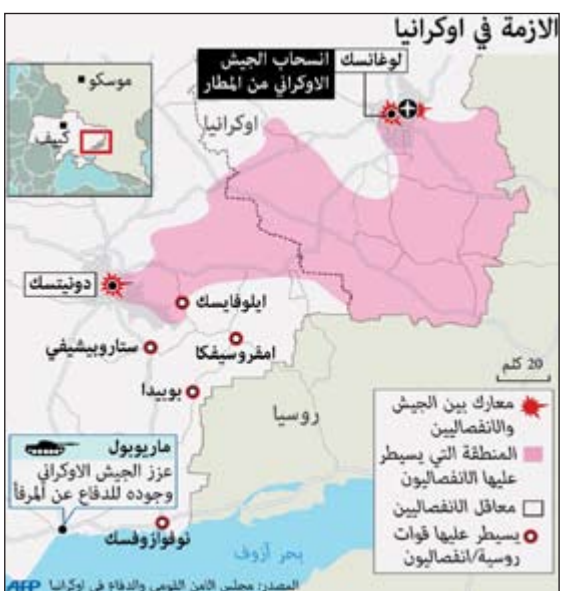 الازمة في اوكرانيا
لوغانسك
انسحاب الجيش
الاوكراني من المطار
موسكو
كييف
اوكرانيا
دونيتسك
ايلوفايسك
ستاروبيشيفي
امفروسيفكا
بوبيدا
روسيا
20 كلم
معارك بين الجيش
والانفصاليين
المنطقة التي يسيطر
عليها الانفصاليون
معاقل الانفصاليين
يسيطر عليها قوات
روسية/انفصاليون
ماريوبول
عزز الجيش الاوكراني
وجوده للدفاع عن المرفأ
نوفوازوفسك
بحر آزوف
المصدر: مجلس الامن القومي والدفاع في اوكرانيا
AFP